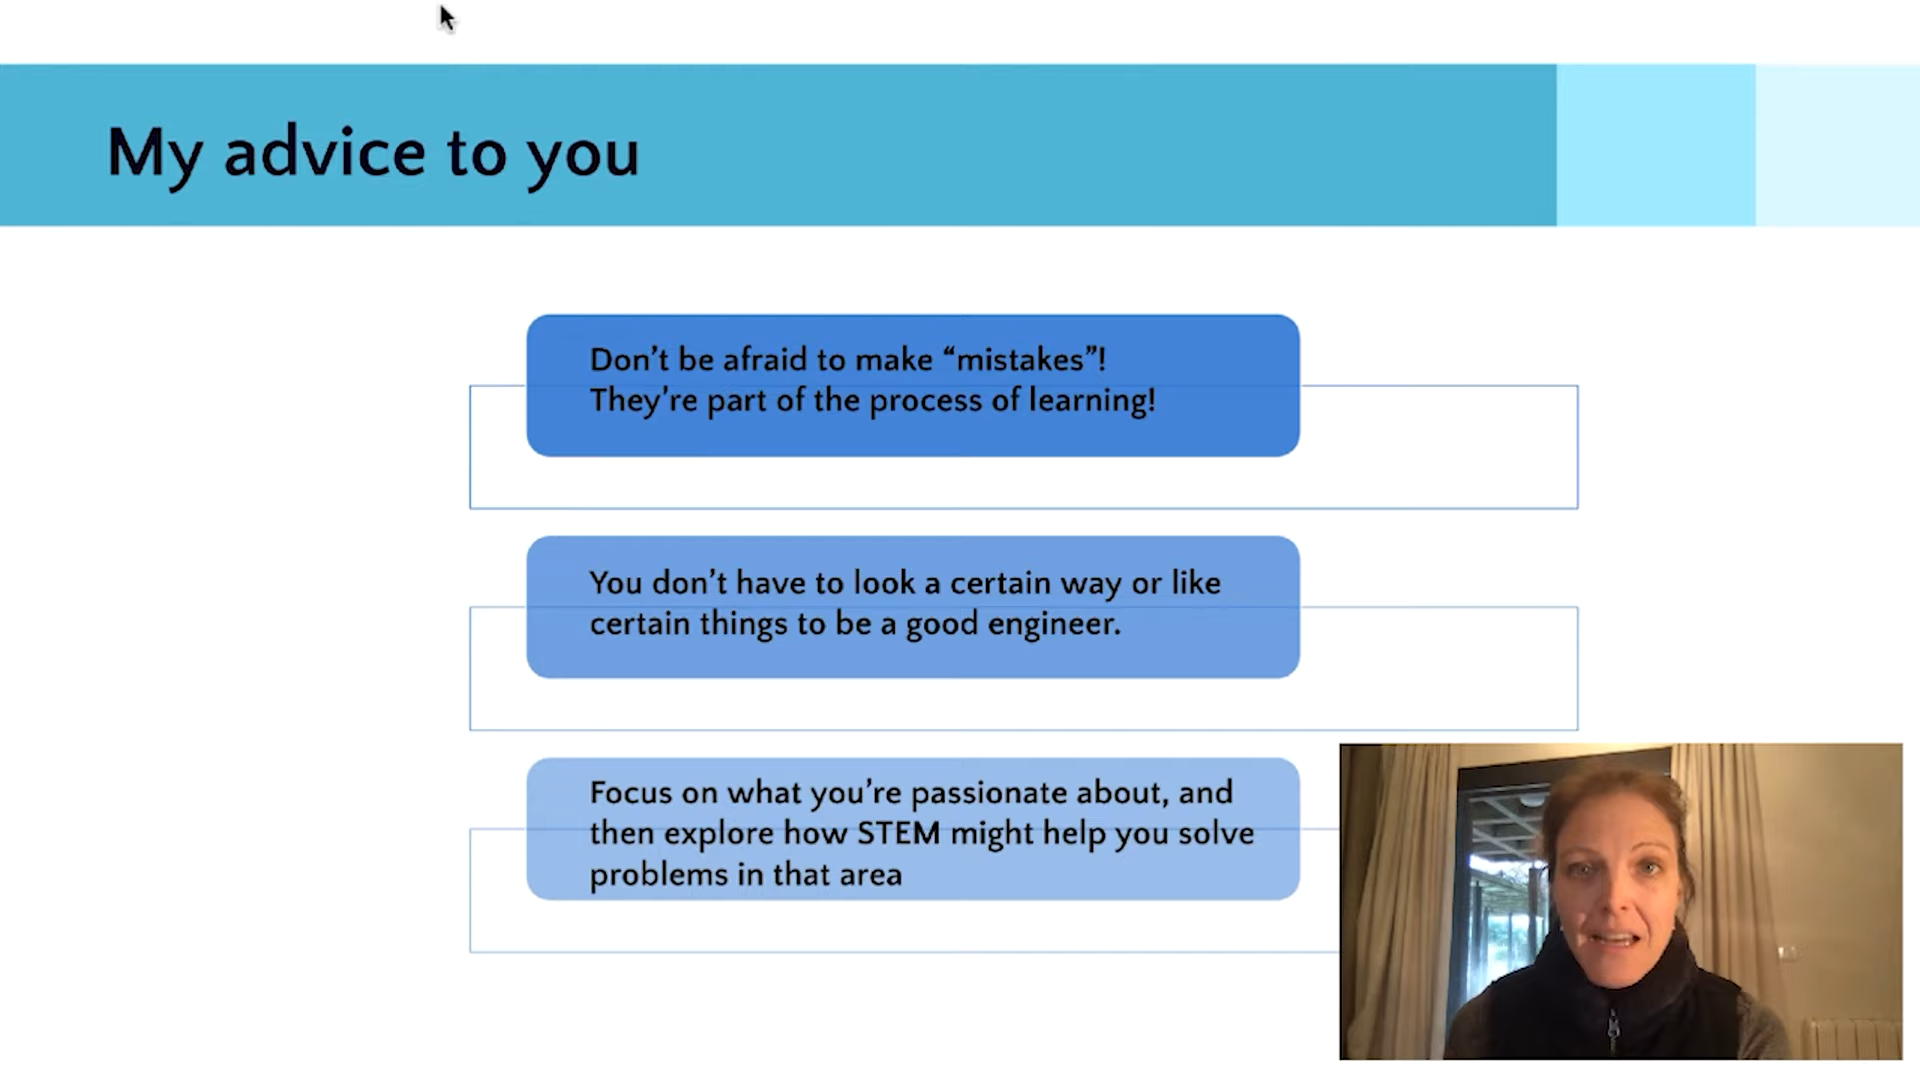 My advice to you
Don’t be afraid to make “mistakes”!
They’re part of the process of learning!
You don’t have to look a certain way or like
certain things to be a good engineer.
Focus on what you’re passionate about, and
then explore how STEM might help you solve
problems in that area